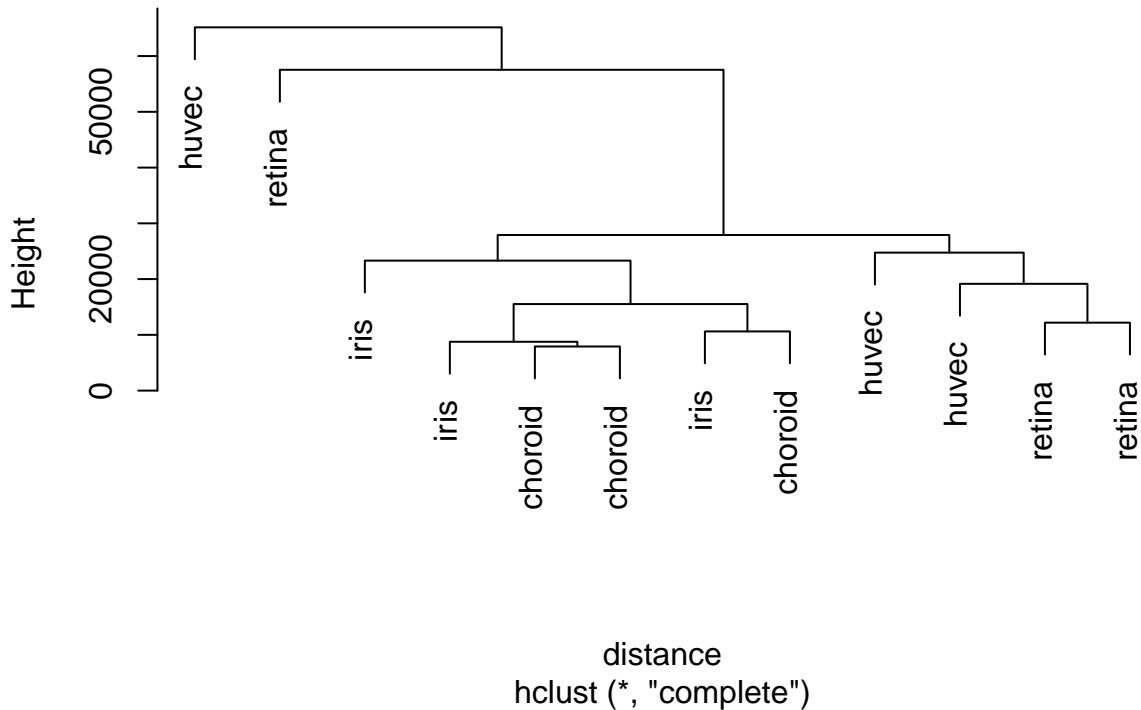 Height
0
20000
50000
huvec
retina
iris
iris
choroid
choroid
iris
choroid
huvec
huvec
retina
retina
distance
hclust (*, "complete")